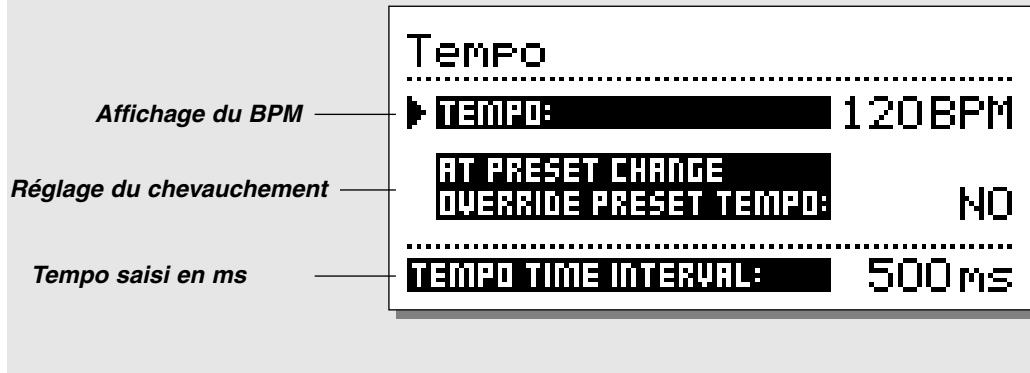 Tempo
Affichage du BPM
TEMPO: 120BPM
Réglage du chevauchement
AT PRESET CHANGE
OVERRIDE PRESET TEMPO: NO
Tempo saisi en ms
TEMPO TIME INTERVAL: 500ms